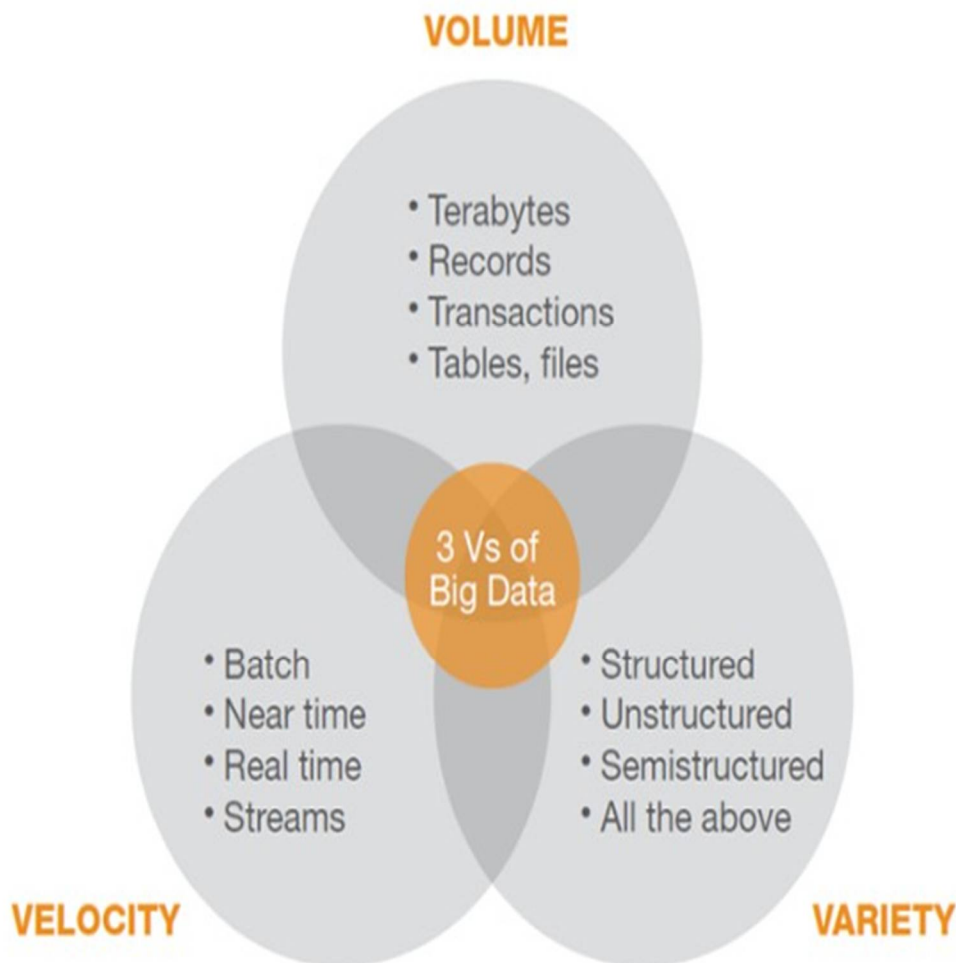 VOLUME
• Terabytes
• Records
• Transactions
• Tables, files
3 Vs of
Big Data
• Batch
• Near time
• Real time
• Streams
• Structured
• Unstructured
• Semistructured
• All the above
VELOCITY
VARIETY